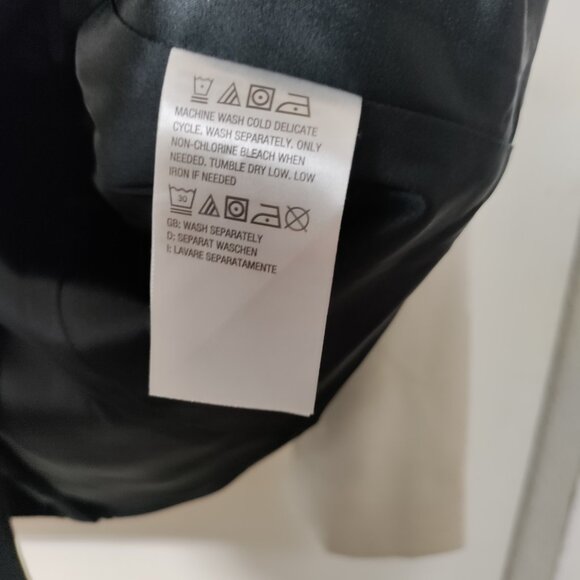 MACHINE WASH COLD DELICATE
CYCLE. WASH SEPARATELY. ONLY
NON-CHLORINE BLEACH WHEN
NEEDED. TUMBLE DRY LOW. LOW
IRON IF NEEDED
30
GB: WASH SEPARATELY
D: SEPARAT WASCHEN
I: LAVARE SEPARATAMENTE